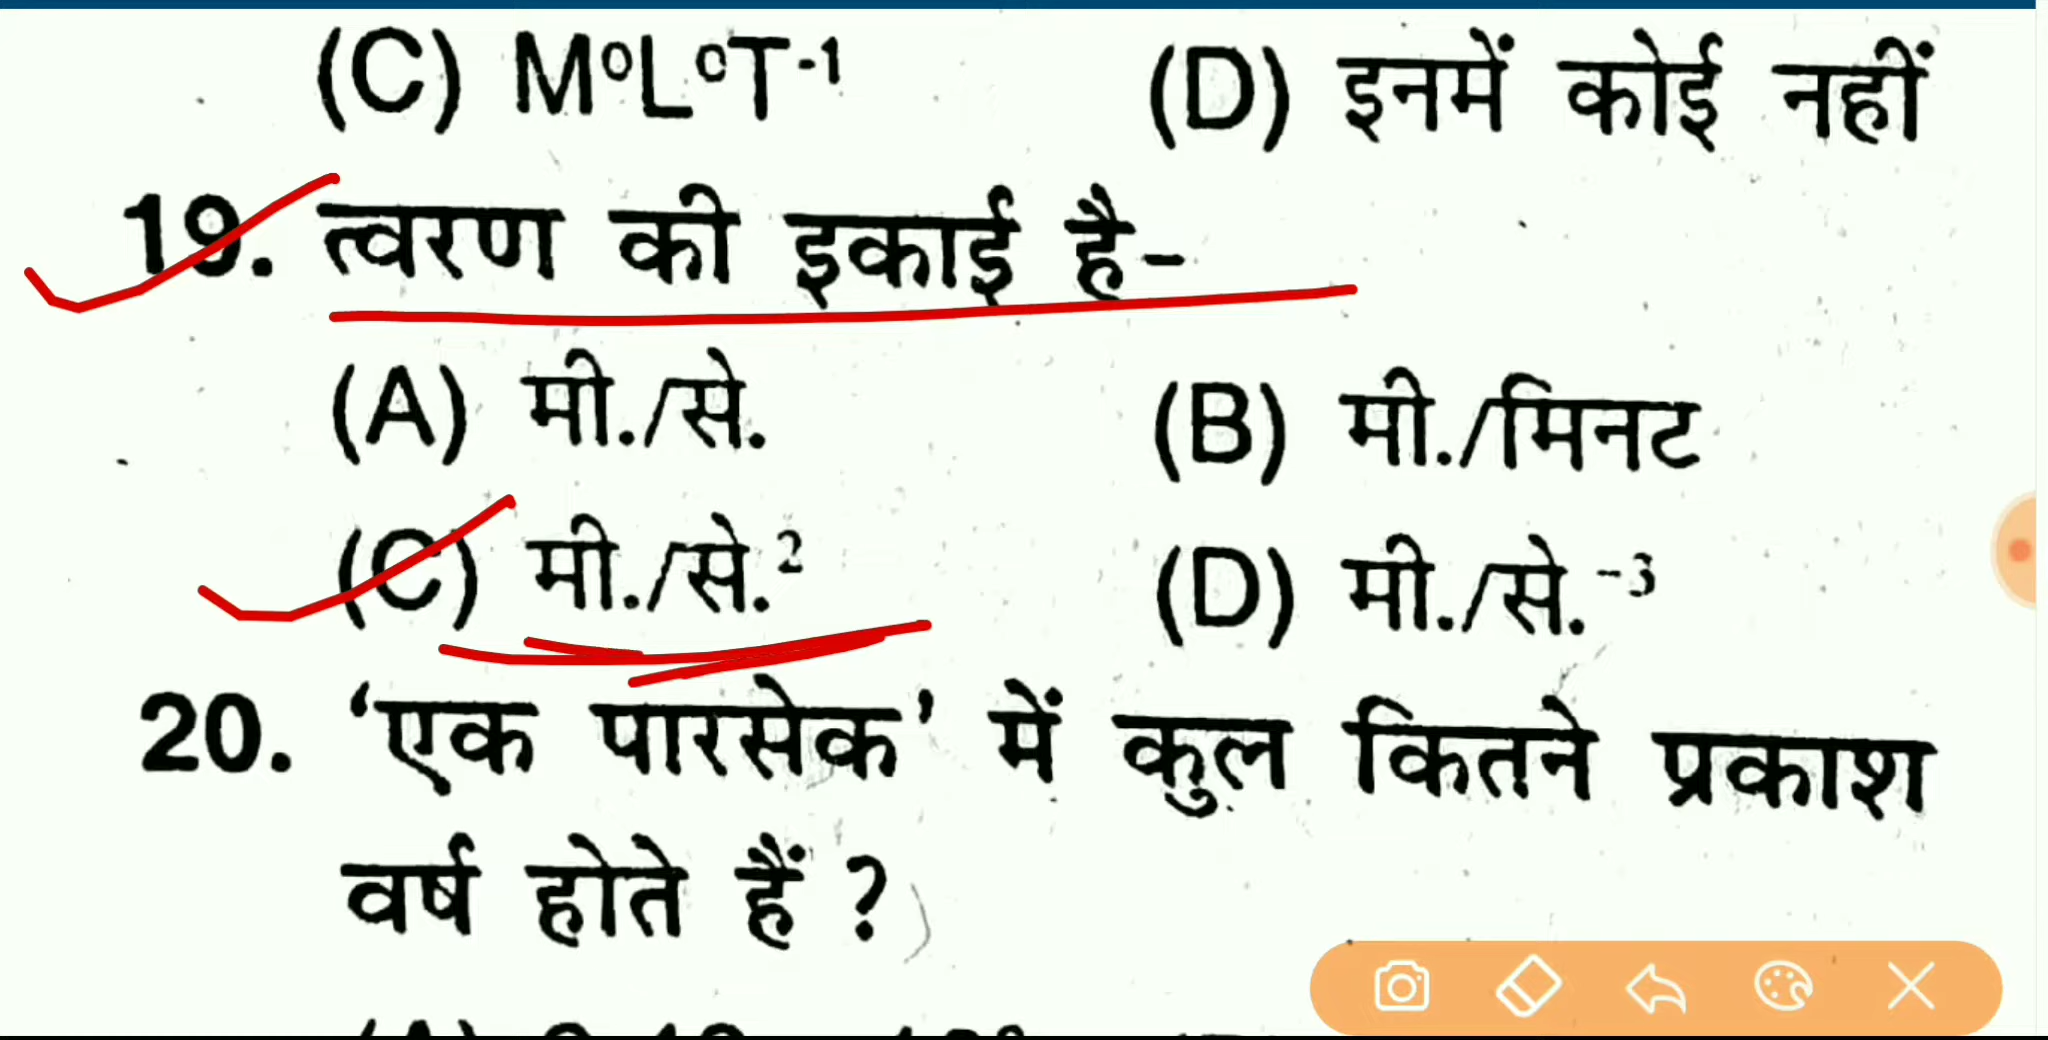 (C) M⁰L⁰T⁻¹ (D) इनमें कोई नहीं
19. त्वरण की इकाई है-
(A) मी./से. (B) मी./मिनट
(C) मी./से.² (D) मी./से.⁻³
20. ‘एक पारसेक’ में कुल कितने प्रकाश
वर्ष होते हैं ?